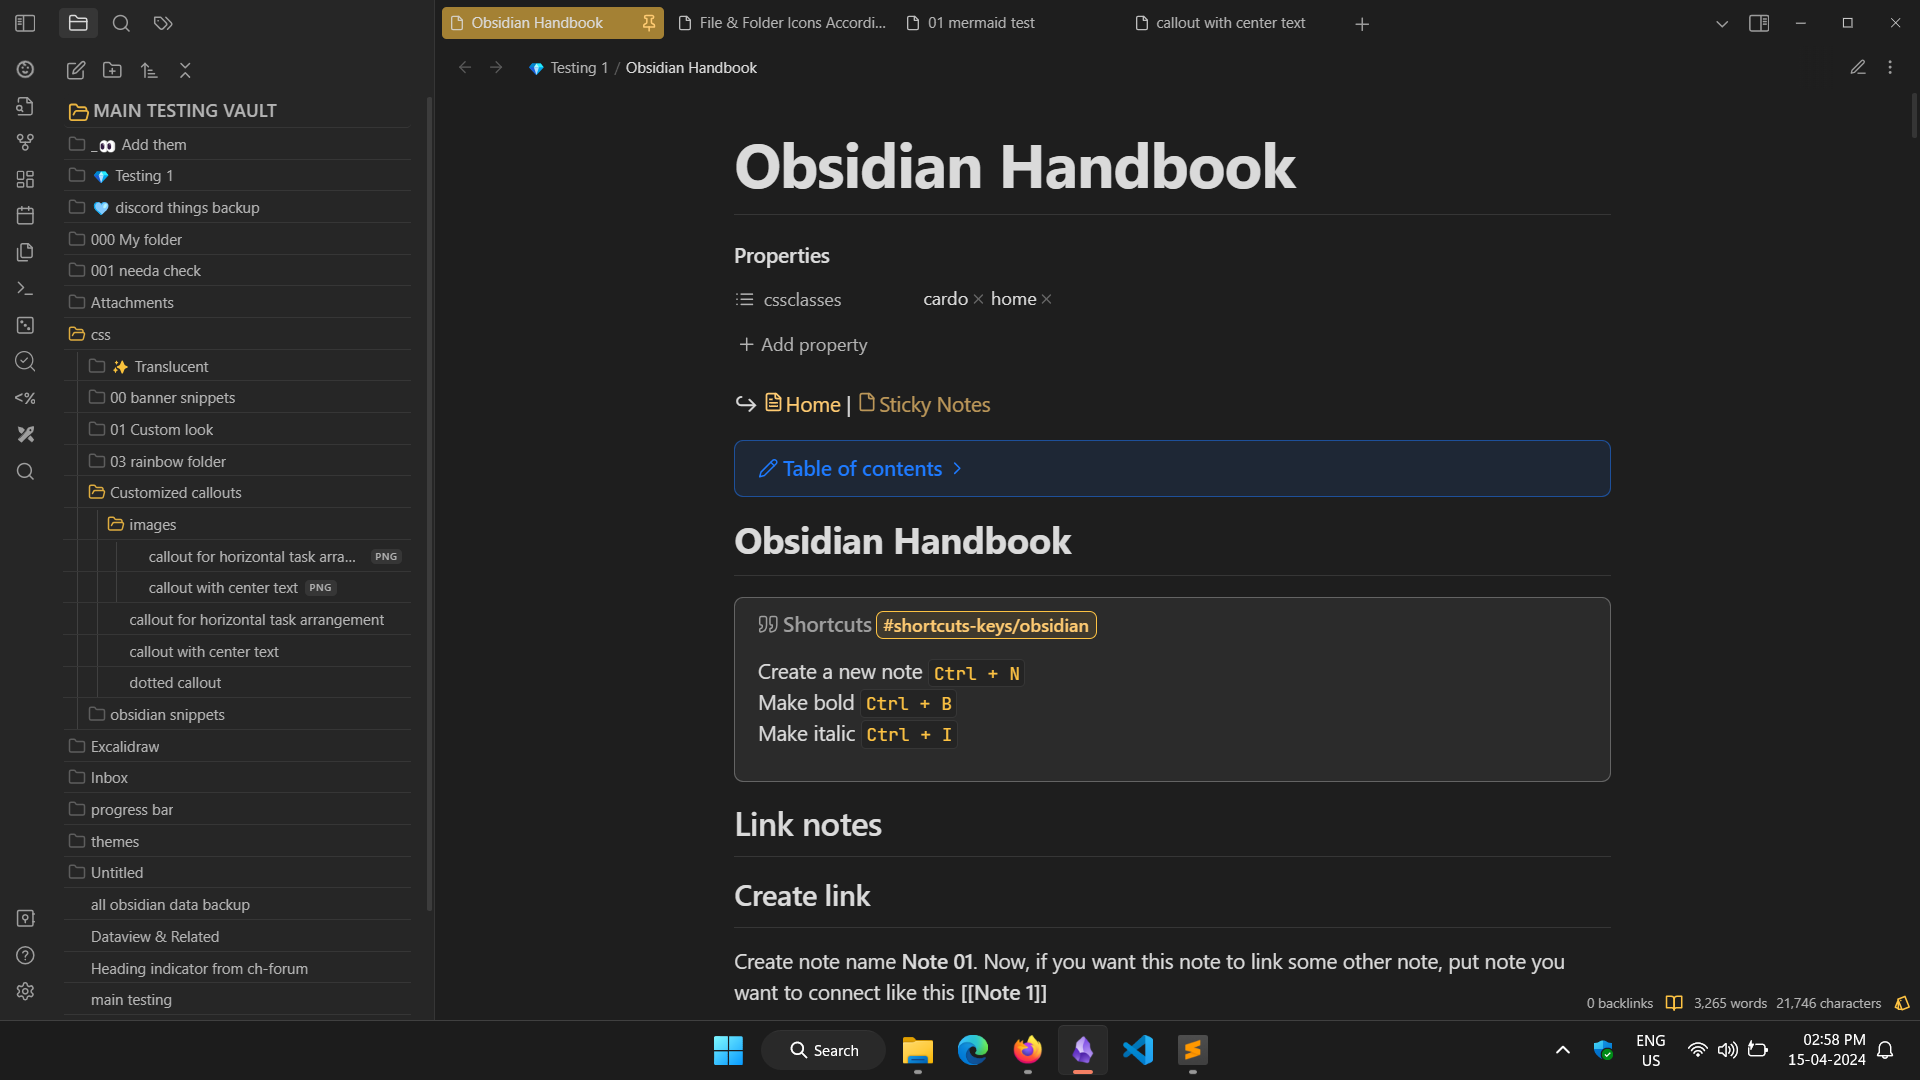 Obsidian Handbook
File & Folder Icons Accordi...
01 mermaid test
callout with center text
Testing 1 / Obsidian Handbook
MAIN TESTING VAULT
_👀 Add them
💎 Testing 1
🩵 discord things backup
000 My folder
001 needa check
Attachments
css
✨ Translucent
00 banner snippets
01 Custom look
03 rainbow folder
Customized callouts
images
callout for horizontal task arra... PNG
callout with center text PNG
callout for horizontal task arrangement
callout with center text
dotted callout
obsidian snippets
Excalidraw
Inbox
progress bar
themes
Untitled
all obsidian data backup
Dataview & Related
Heading indicator from ch-forum
main testing
Obsidian Handbook
Properties
cssclasses cardo × home ×
+ Add property
Home | Sticky Notes
Table of contents
Obsidian Handbook
Shortcuts #shortcuts-keys/obsidian
Create a new note Ctrl + N
Make bold Ctrl + B
Make italic Ctrl + I
Link notes
Create link
Create note name Note 01. Now, if you want this note to link some other note, put note you
want to connect like this [[Note 1]]
0 backlinks 3,265 words 21,746 characters
Search
ENG
US
02:58 PM
15-04-2024